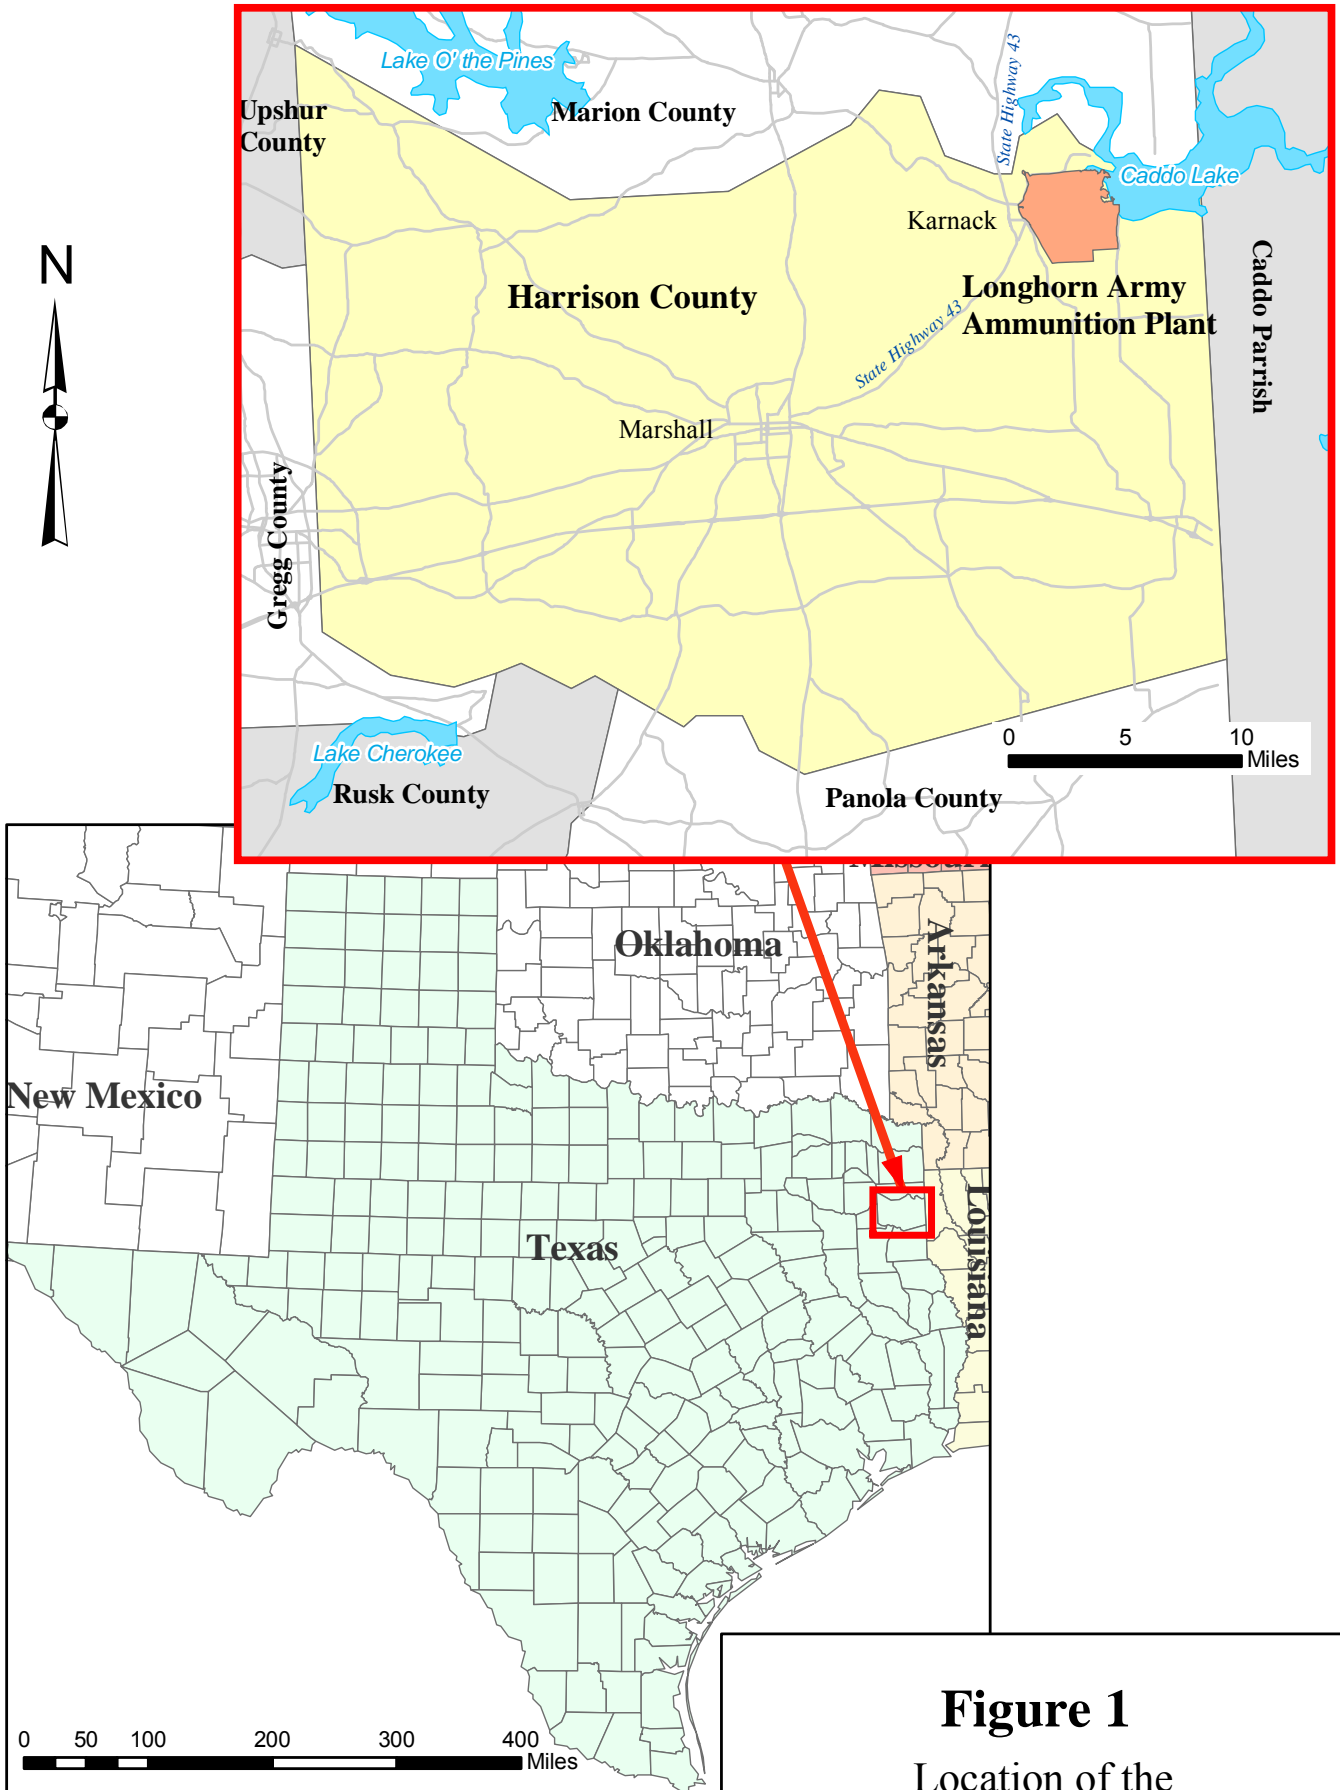 Lake O' the Pines
State Highway 43
Upshur
County
Marion County
Caddo Lake
Karnack
N
Harrison County
Longhorn Army
Ammunition Plant
State Highway 43
Caddo Parrish
Marshall
Gregg County
0 5 10
Miles
Lake Cherokee
Rusk County
Panola County
Missouri
Oklahoma
Arkansas
New Mexico
Louisiana
Texas
Figure 1
Location of the
0 50 100 200 300 400
Miles